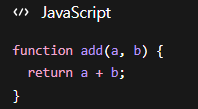 </> JavaScript
function add(a, b) {
  return a + b;
}